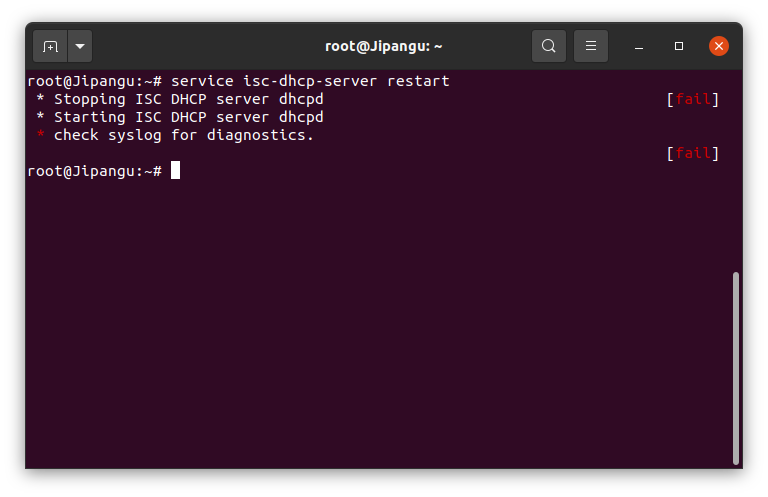 root@Jipangu: ~
root@Jipangu:~# service isc-dhcp-server restart
 * Stopping ISC DHCP server dhcpd [fail]
 * Starting ISC DHCP server dhcpd
 * check syslog for diagnostics.
[fail]
root@Jipangu:~#